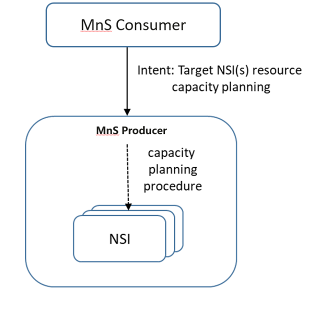 MnS Consumer
Intent: Target NSI(s) resource
capacity planning
MnS Producer
capacity
planning
procedure
NSI